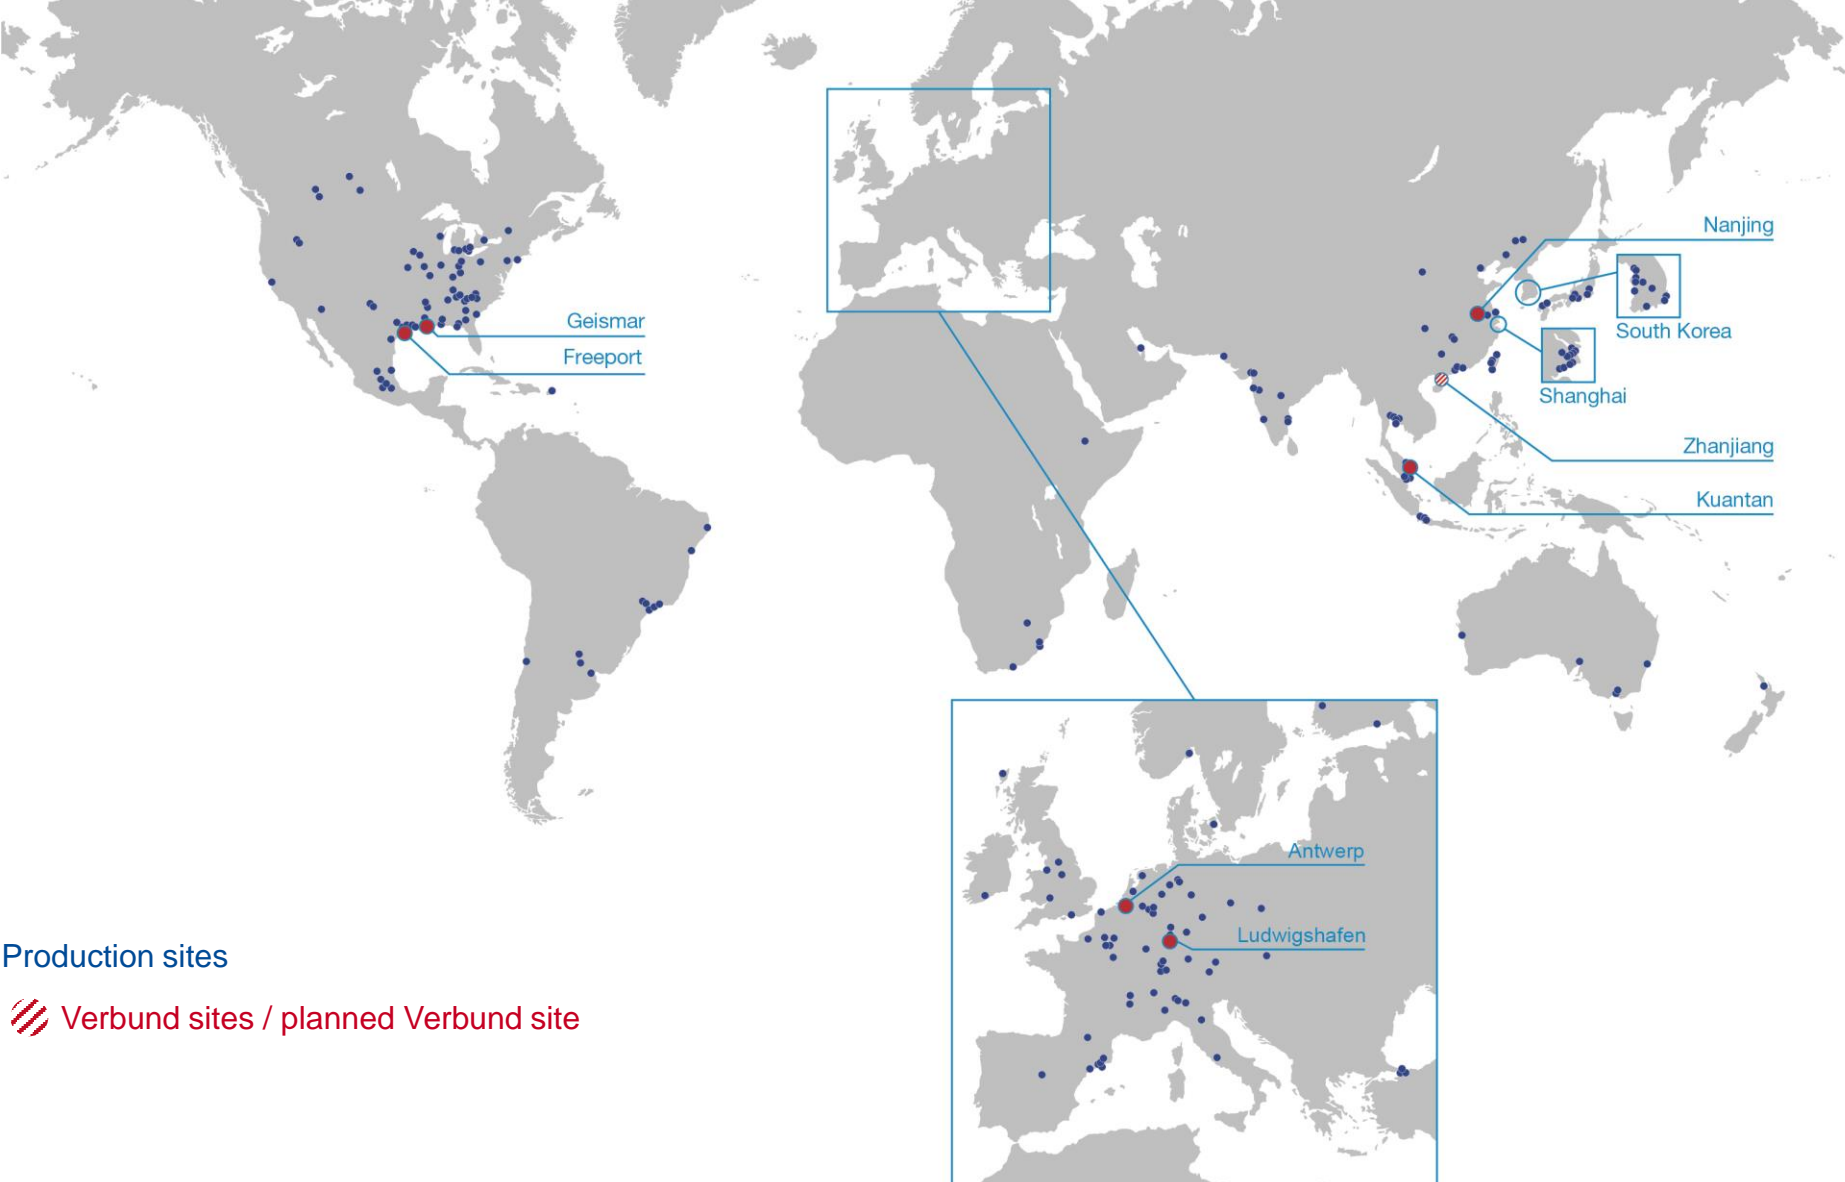 Nanjing
Geismar
South Korea
Freeport
Shanghai
Zhanjiang
Kuantan
Antwerp
Ludwigshafen
Production sites
Verbund sites / planned Verbund site